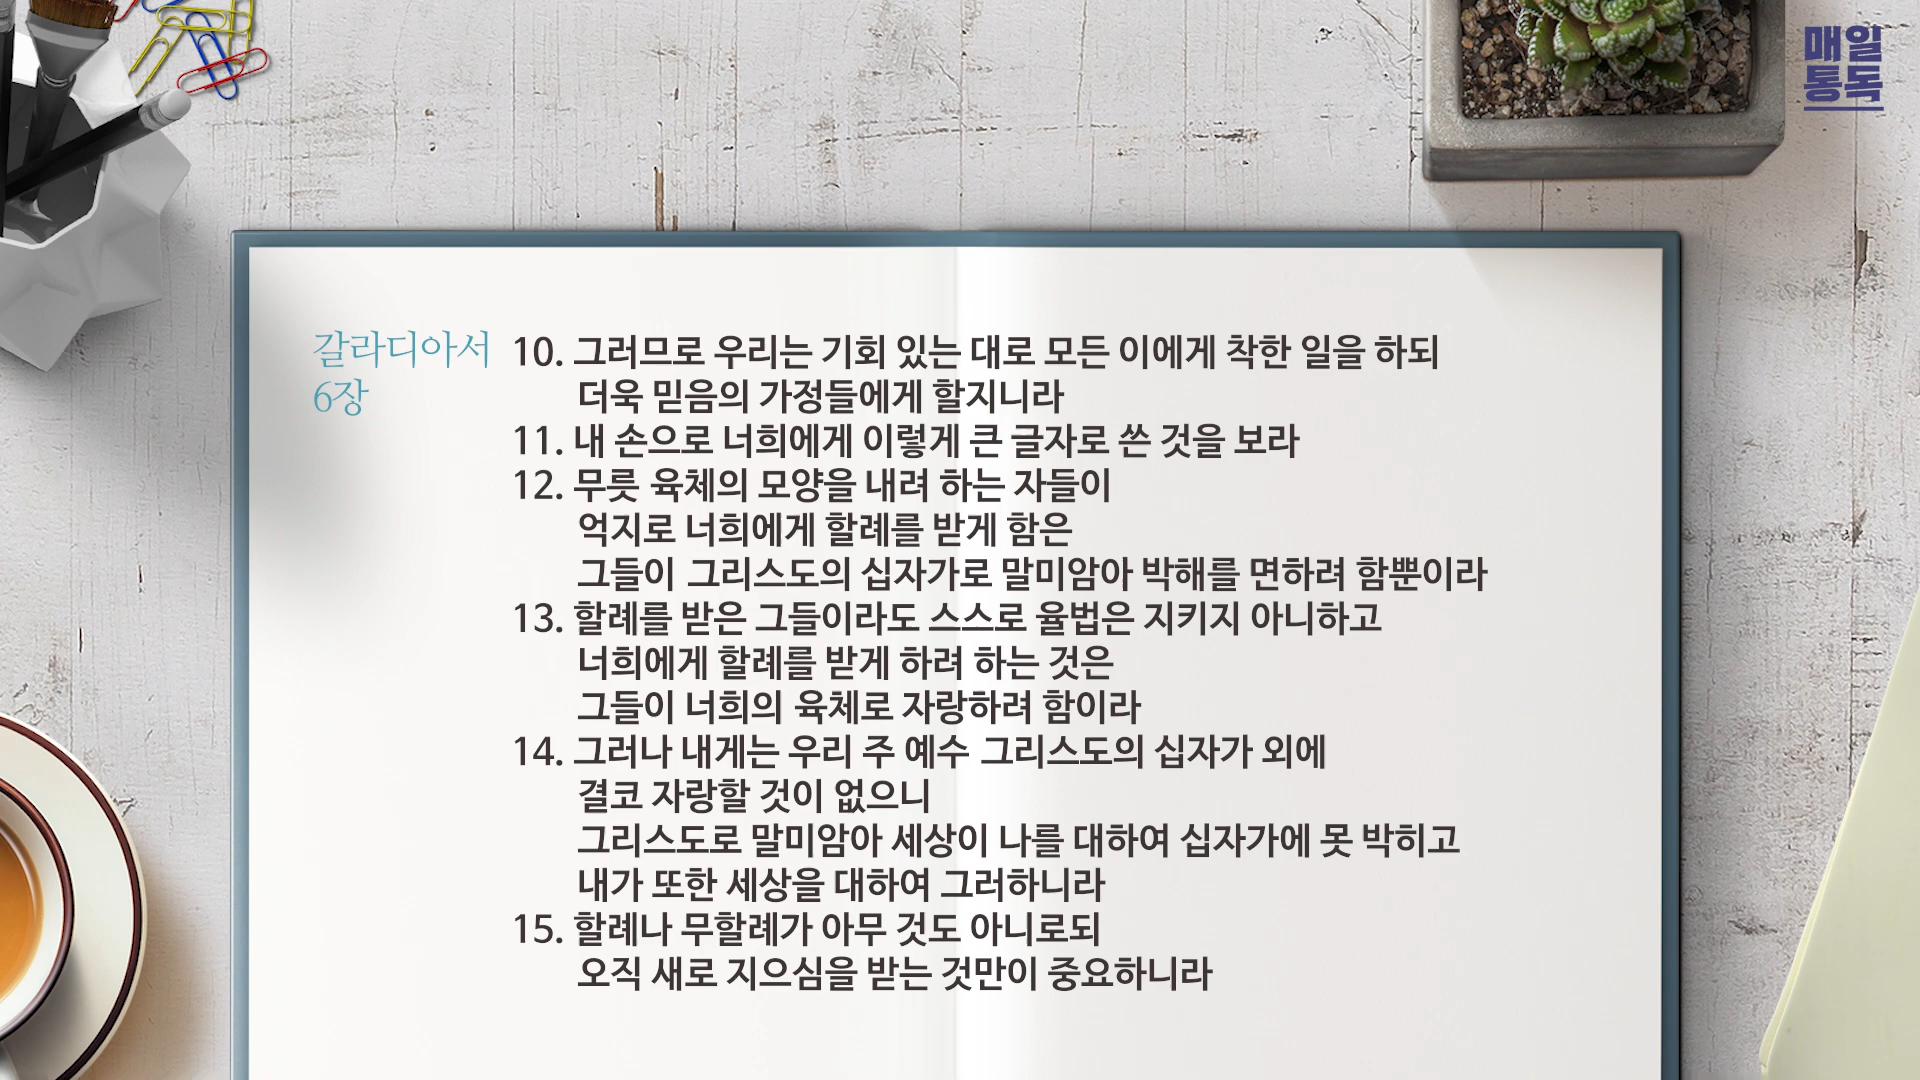 매일
통독
갈라디아서
6장
10. 그러므로 우리는 기회 있는 대로 모든 이에게 착한 일을 하되
더욱 믿음의 가정들에게 할지니라
11. 내 손으로 너희에게 이렇게 큰 글자로 쓴 것을 보라
12. 무릇 육체의 모양을 내려 하는 자들이
억지로 너희에게 할례를 받게 함은
그들이 그리스도의 십자가로 말미암아 박해를 면하려 함뿐이라
13. 할례를 받은 그들이라도 스스로 율법은 지키지 아니하고
너희에게 할례를 받게 하려 하는 것은
그들이 너희의 육체로 자랑하려 함이라
14. 그러나 내게는 우리 주 예수 그리스도의 십자가 외에
결코 자랑할 것이 없으니
그리스도로 말미암아 세상이 나를 대하여 십자가에 못 박히고
내가 또한 세상을 대하여 그러하니라
15. 할례나 무할례가 아무 것도 아니로되
오직 새로 지으심을 받는 것만이 중요하니라